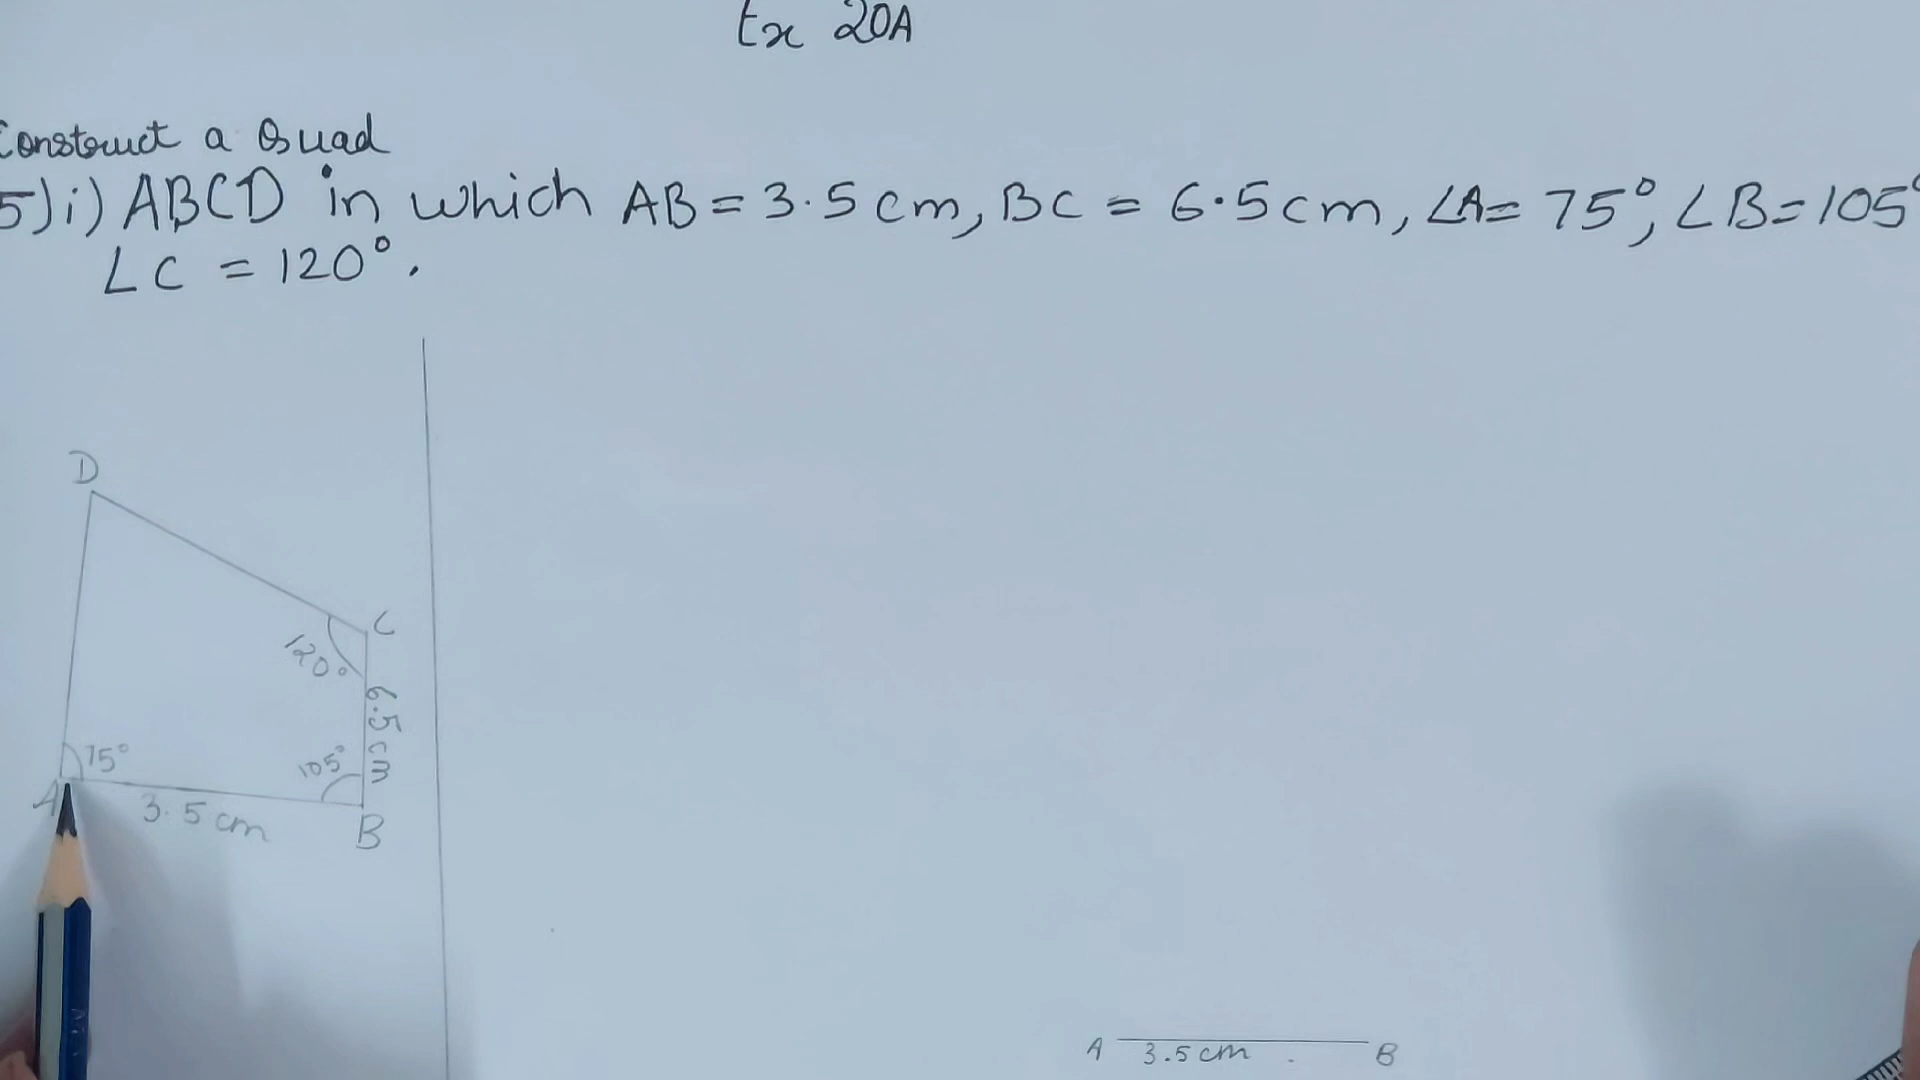 Ex 20A
Construct a Quad
5)i) ABCD in which AB = 3.5 cm, BC = 6.5 cm, ∠A = 75°, ∠B = 105°
∠C = 120°.
D
C
120°
6.5 cm
75°
105°
A
3.5 cm
B
A 3.5 cm . B